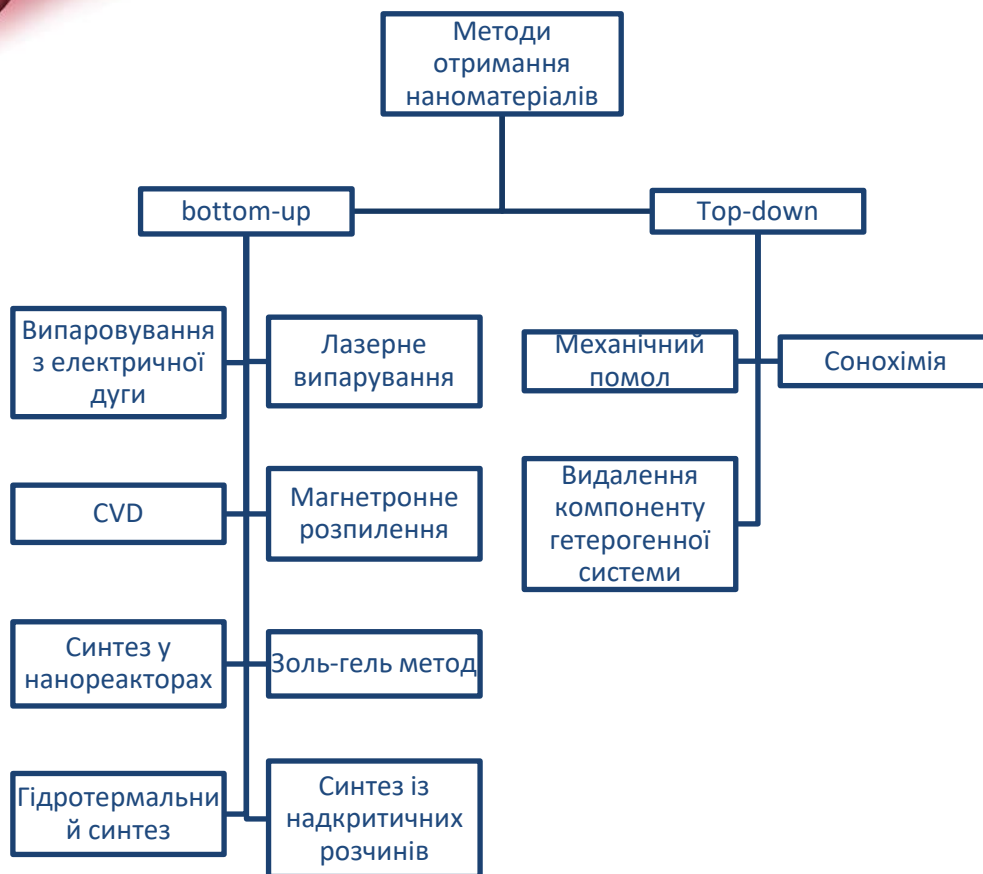 Методи
отримання
наноматеріалів
bottom-up
Top-down
Випаровування
з електричної
дуги
Лазерне
випарування
Механічний
помол
Сонохімія
CVD
Магнетронне
розпилення
Видалення
компоненту
гетерогенної
системи
Синтез у
нанореакторах
Золь-гель метод
Гідротермальни
й синтез
Синтез із
надкритичних
розчинів